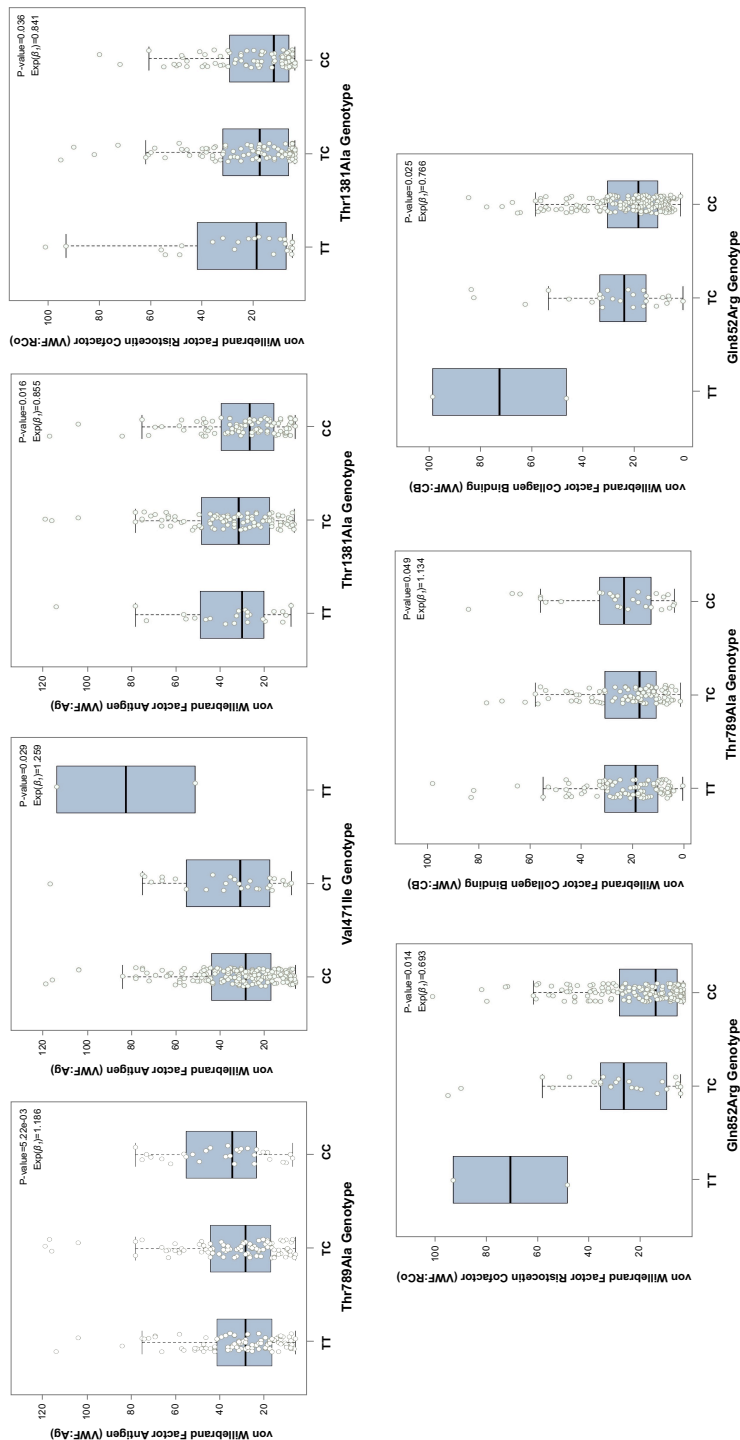 von Willebrand Factor Antigen (VWF:Ag)
120
100
80
60
40
20
P-value=5.22e-03
Exp(β₁)=1.186
TT
TC
CC
Thr789Ala Genotype
von Willebrand Factor Antigen (VWF:Ag)
120
100
80
60
40
20
P-value=0.029
Exp(β₁)=1.259
CC
CT
TT
Val471Ile Genotype
von Willebrand Factor Antigen (VWF:Ag)
120
100
80
60
40
20
P-value=0.016
Exp(β₁)=0.855
TT
TC
CC
Thr1381Ala Genotype
von Willebrand Factor Ristocetin Cofactor (VWF:RCo)
100
80
60
40
20
P-value=0.036
Exp(β₁)=0.841
TT
TC
CC
Thr1381Ala Genotype
von Willebrand Factor Ristocetin Cofactor (VWF:RCo)
100
80
60
40
20
P-value=0.014
Exp(β₁)=0.693
TT
TC
CC
Gln852Arg Genotype
von Willebrand Factor Collagen Binding (VWF:CB)
100
80
60
40
20
0
P-value=0.049
Exp(β₁)=1.134
TT
TC
CC
Thr789Ala Genotype
von Willebrand Factor Collagen Binding (VWF:CB)
100
80
60
40
20
0
P-value=0.025
Exp(β₁)=0.766
TT
TC
CC
Gln852Arg Genotype